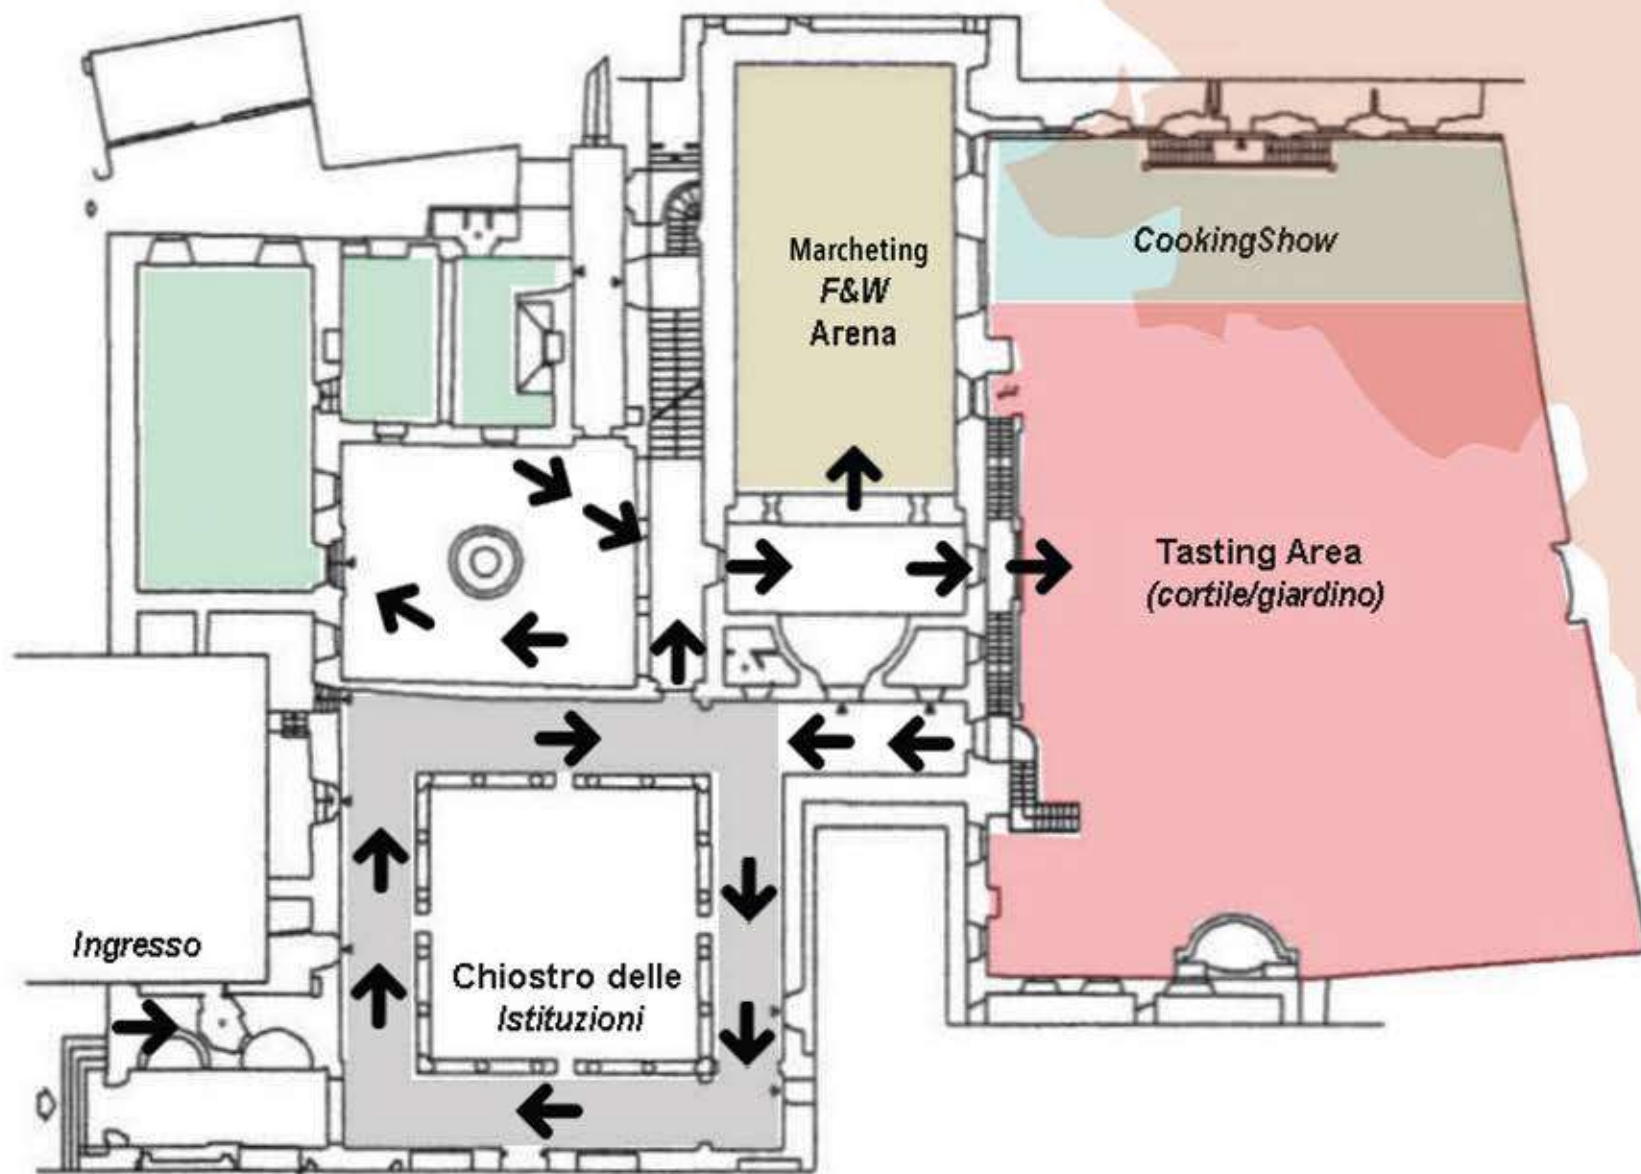 Marcheting
F&W
Arena
CookingShow
Tasting Area
(cortile/giardino)
Ingresso
Chiostro delle
Istituzioni